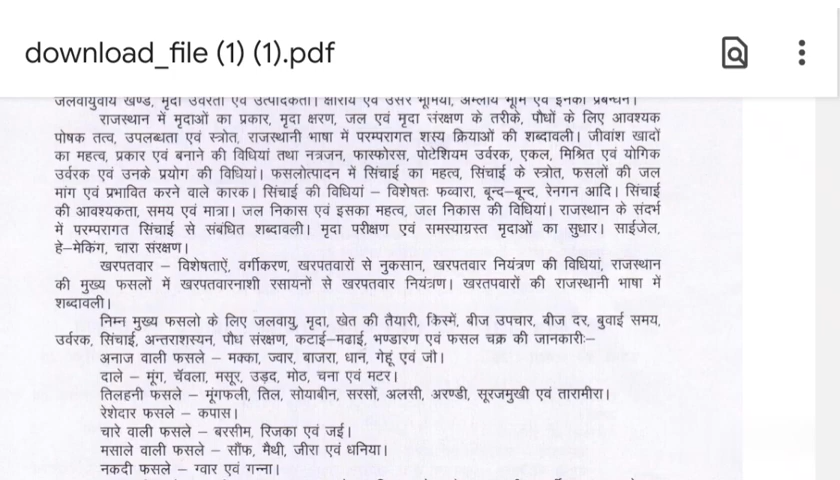 download_file (1) (1).pdf
जलवायुवीय खण्ड, मृदा उर्वरता एवं उत्पादकता। क्षारीय एवं उसर भूमियां, अम्लीय भूमि एवं इनका प्रबन्धन।
राजस्थान में मृदाओं का प्रकार, मृदा क्षरण, जल एवं मृदा संरक्षण के तरीके, पौधों के लिए आवश्यक
पोषक तत्व, उपलब्धता एवं स्त्रोत, राजस्थानी भाषा में परम्परागत शस्य क्रियाओं की शब्दावली। जीवांश खादों
का महत्व, प्रकार एवं बनाने की विधियां तथा नत्रजन, फास्फोरस, पोटेशियम उर्वरक, एकल, मिश्रित एवं योगिक
उर्वरक एवं उनके प्रयोग की विधियां। फसलोत्पादन में सिंचाई का महत्व, सिंचाई के स्त्रोत, फसलों की जल
मांग एवं प्रभावित करने वाले कारक। सिंचाई की विधियां – विशेषतः फव्वारा, बून्द–बून्द, रेनगन आदि। सिंचाई
की आवश्यकता, समय एवं मात्रा। जल निकास एवं इसका महत्व, जल निकास की विधियां। राजस्थान के संदर्भ
में परम्परागत सिंचाई से संबंधित शब्दावली। मृदा परीक्षण एवं समस्याग्रस्त मृदाओं का सुधार। साईजेल,
हे–मेकिंग, चारा संरक्षण।
खरपतवार – विशेषताऐं, वर्गीकरण, खरपतवारों से नुकसान, खरपतवार नियंत्रण की विधियां, राजस्थान
की मुख्य फसलों में खरपतवारनाशी रसायनों से खरपतवार नियंत्रण। खरतपवारों की राजस्थानी भाषा में
शब्दावली।
निम्न मुख्य फसलो के लिए जलवायु, मृदा, खेत की तैयारी, किस्में, बीज उपचार, बीज दर, बुवाई समय,
उर्वरक, सिंचाई, अन्तराशस्यन, पौध संरक्षण, कटाई–मढाई, भण्डारण एवं फसल चक्र की जानकारीः–
अनाज वाली फसले – मक्का, ज्वार, बाजरा, धान, गेहूं एवं जौ।
दाले – मूंग, चॅवला, मसूर, उड़द, मोठ, चना एवं मटर।
तिलहनी फसले – मूंगफली, तिल, सोयाबीन, सरसों, अलसी, अरण्डी, सूरजमुखी एवं तारामीरा।
रेशेदार फसले – कपास।
चारे वाली फसले – बरसीम, रिजका एवं जई।
मसाले वाली फसले – सौंफ, मैथी, जीरा एवं धनिया।
नकदी फसले – ग्वार एवं गन्ना।